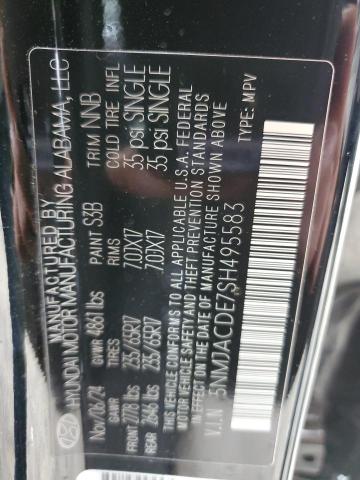 MANUFACTURED BY
HYUNDAI MOTOR MANUFACTURING ALABAMA, LLC
Nov/06/24 GVWR 4861 lbs PAINT S3B TRIM NNB
GAWR TIRES RIMS COLD TIRE INFL
FRONT 2778 lbs 235/65R17 7.0JX17 35 psi SINGLE
REAR 2646 lbs 235/65R17 7.0JX17 35 psi SINGLE
THIS VEHICLE CONFORMS TO ALL APPLICABLE U.S.A. FEDERAL
MOTOR VEHICLE SAFETY AND THEFT PREVENTION STANDARDS
IN EFFECT ON THE DATE OF MANUFACTURE SHOWN ABOVE
V.I.N 5NMJACDE7SH495583 TYPE: MPV